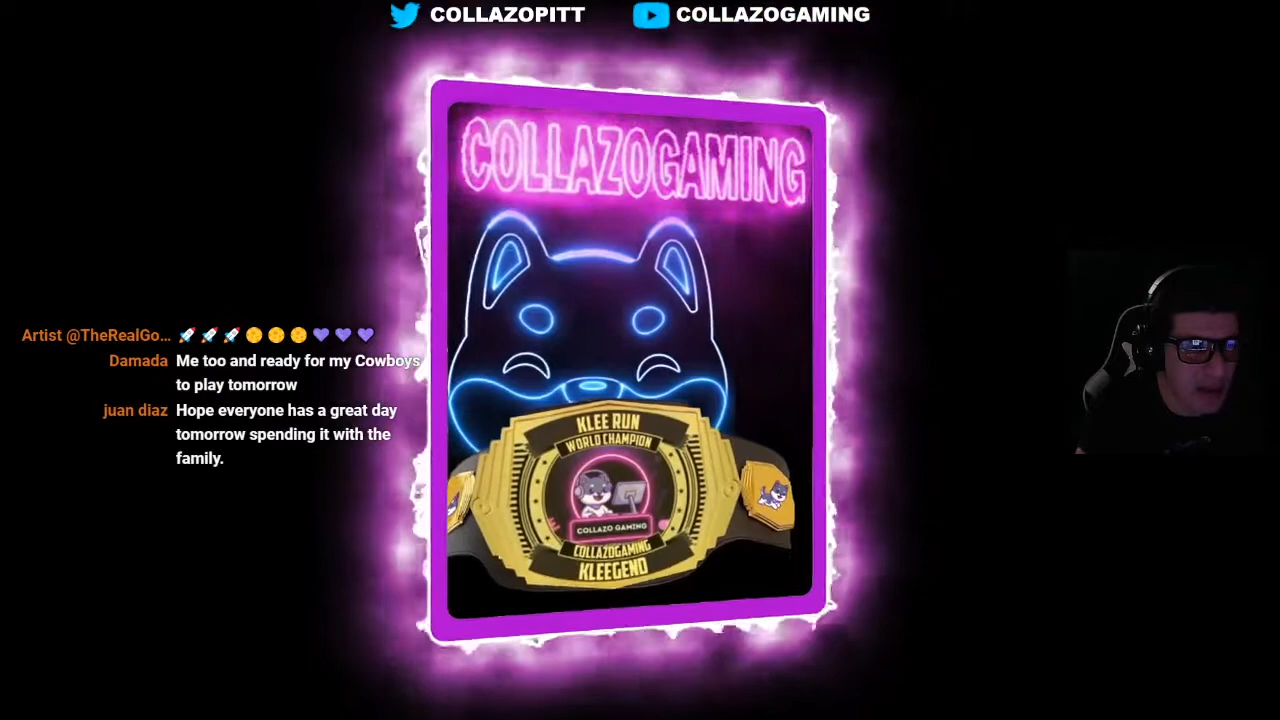 COLLAZOPITT COLLAZOGAMING
COLLAZOGAMING
Artist @TheRealGo... 🚀🚀🚀🌕🌕🌕💜💜💜
Damada Me too and ready for my Cowboys
to play tomorrow
juan diaz Hope everyone has a great day
tomorrow spending it with the
family.
KLEE RUN
WORLD CHAMPION
COLLAZO GAMING
COLLAZOGAMING
KLEEGEND